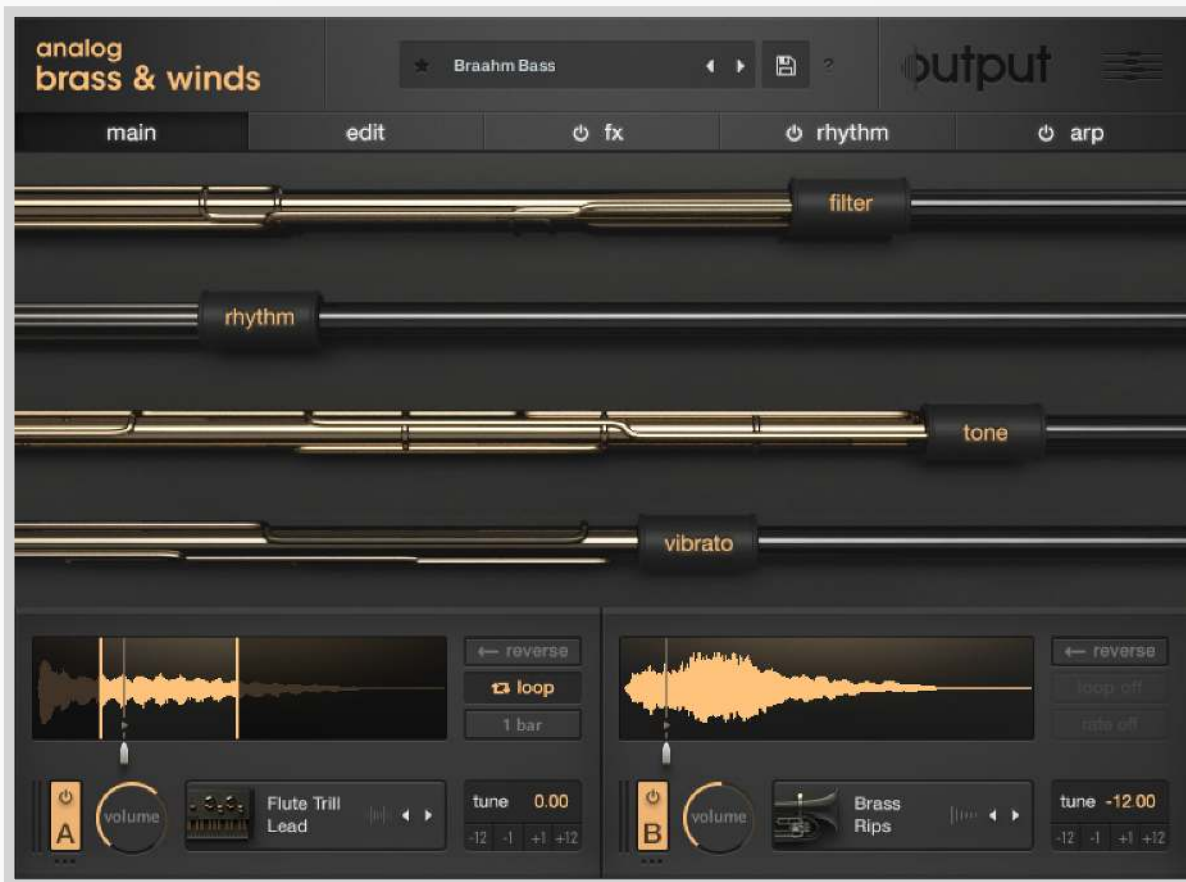 analog
brass & winds
Braahm Bass
?
output
main
edit
fx
rhythm
arp
filter
rhythm
tone
vibrato
reverse
loop
1 bar
reverse
loop off
rate off
A
volume
Flute Trill
Lead
tune 0.00
-12 -1 +1 +12
B
volume
Brass
Rips
tune -12.00
-12 -1 +1 +12